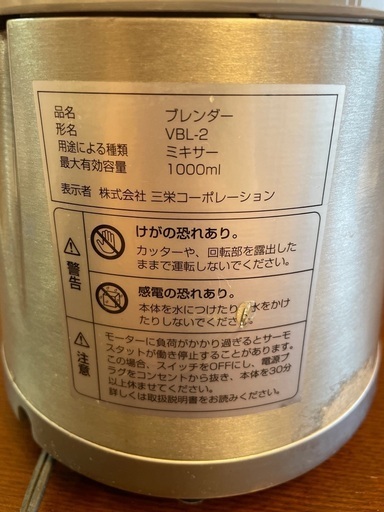 品名 ブレンダー
形名 VBL-2
用途による種類 ミキサー
最大有効容量 1000ml
表示者 株式会社 三栄コーポレーション
警告
けがの恐れあり。
カッターや、回転部を露出した
ままで運転しないでください。
感電の恐れあり。
本体を水につけたり、水をかけ
たりしないでください。
注意
モーターに負荷がかかり過ぎるとサーモ
スタットが働き停止することがあります。
この場合、スイッチをOFFにし、電源プ
ラグをコンセントから抜き、本体を30分
以上休ませてください。
詳しくは取扱説明書をお読みください。